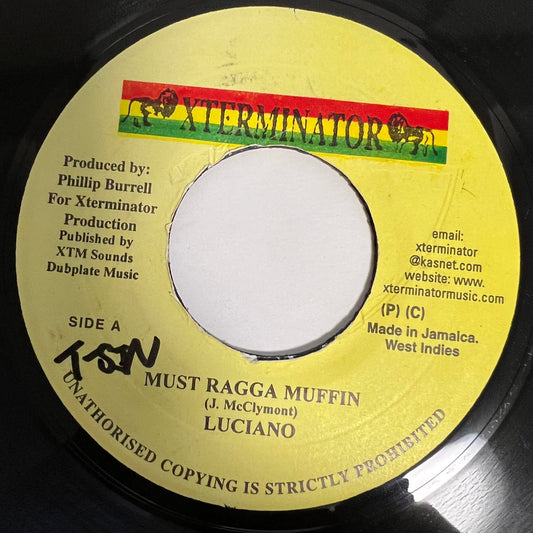 XTERMINATOR
Produced by:
Phillip Burrell
For Xterminator
Production
Published by
XTM Sounds
Dubplate Music
email:
xterminator
@kasnet.com
website: www.
xterminatormusic.com
(P) (C)
Made in Jamaica.
West Indies
SIDE A
MUST RAGGA MUFFIN
(J. McClymont)
LUCIANO
UNATHORISED COPYING IS STRICTLY PROHIBITED